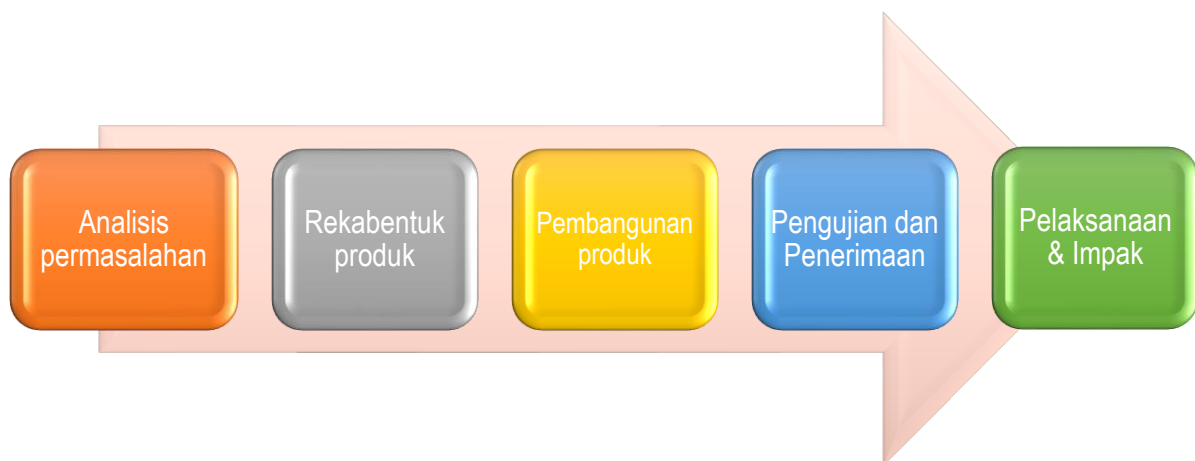 Analisis
permasalahan
Rekabentuk
produk
Pembangunan
produk
Pengujian dan
Penerimaan
Pelaksanaan
& Impak